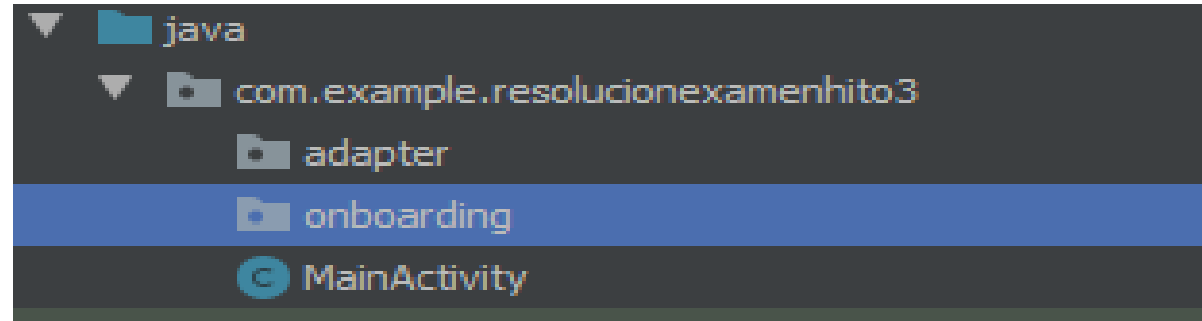 java
com.example.resolucionexamenhito3
adapter
onboarding
C MainActivity